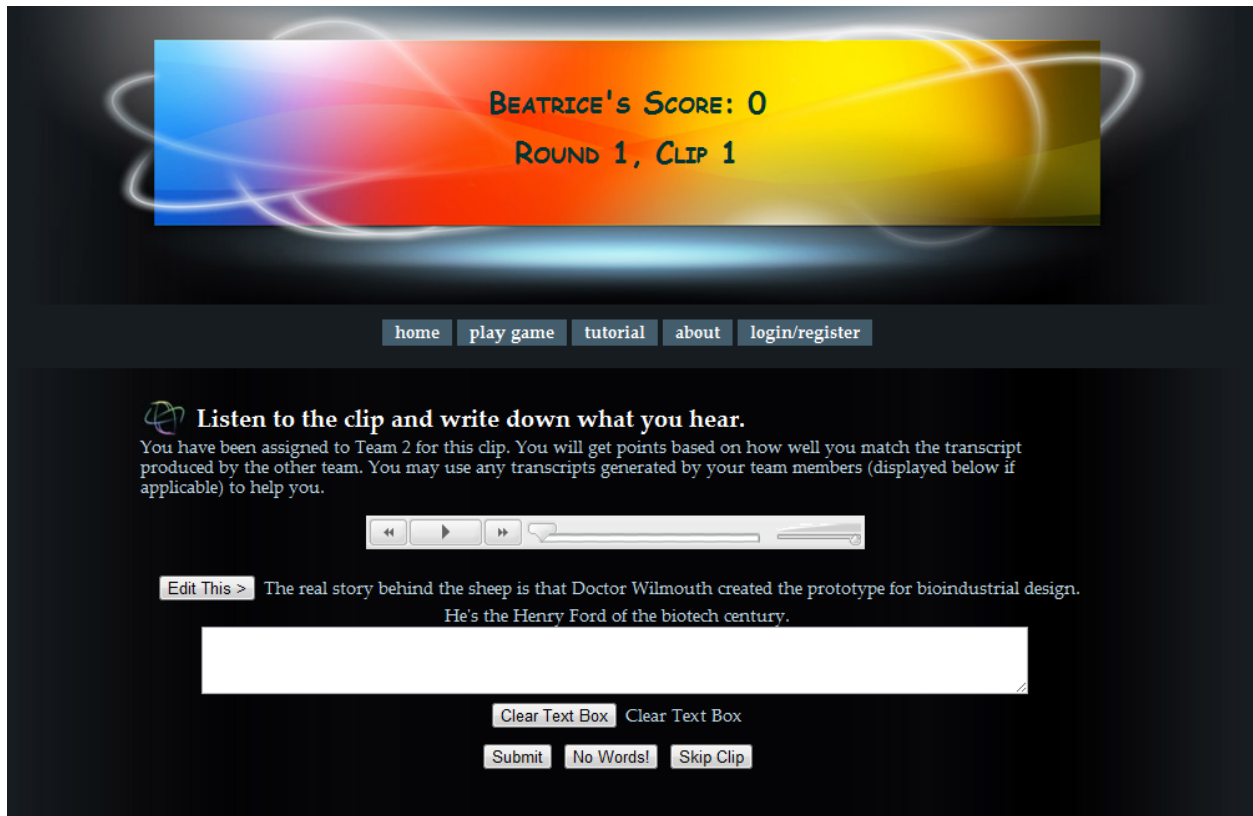 Beatrice's Score: 0
Round 1, Clip 1
home play game tutorial about login/register
Listen to the clip and write down what you hear.
You have been assigned to Team 2 for this clip. You will get points based on how well you match the transcript
produced by the other team. You may use any transcripts generated by your team members (displayed below if
applicable) to help you.
Edit This > The real story behind the sheep is that Doctor Wilmouth created the prototype for bioindustrial design.
He's the Henry Ford of the biotech century.
Clear Text Box Clear Text Box
Submit No Words! Skip Clip